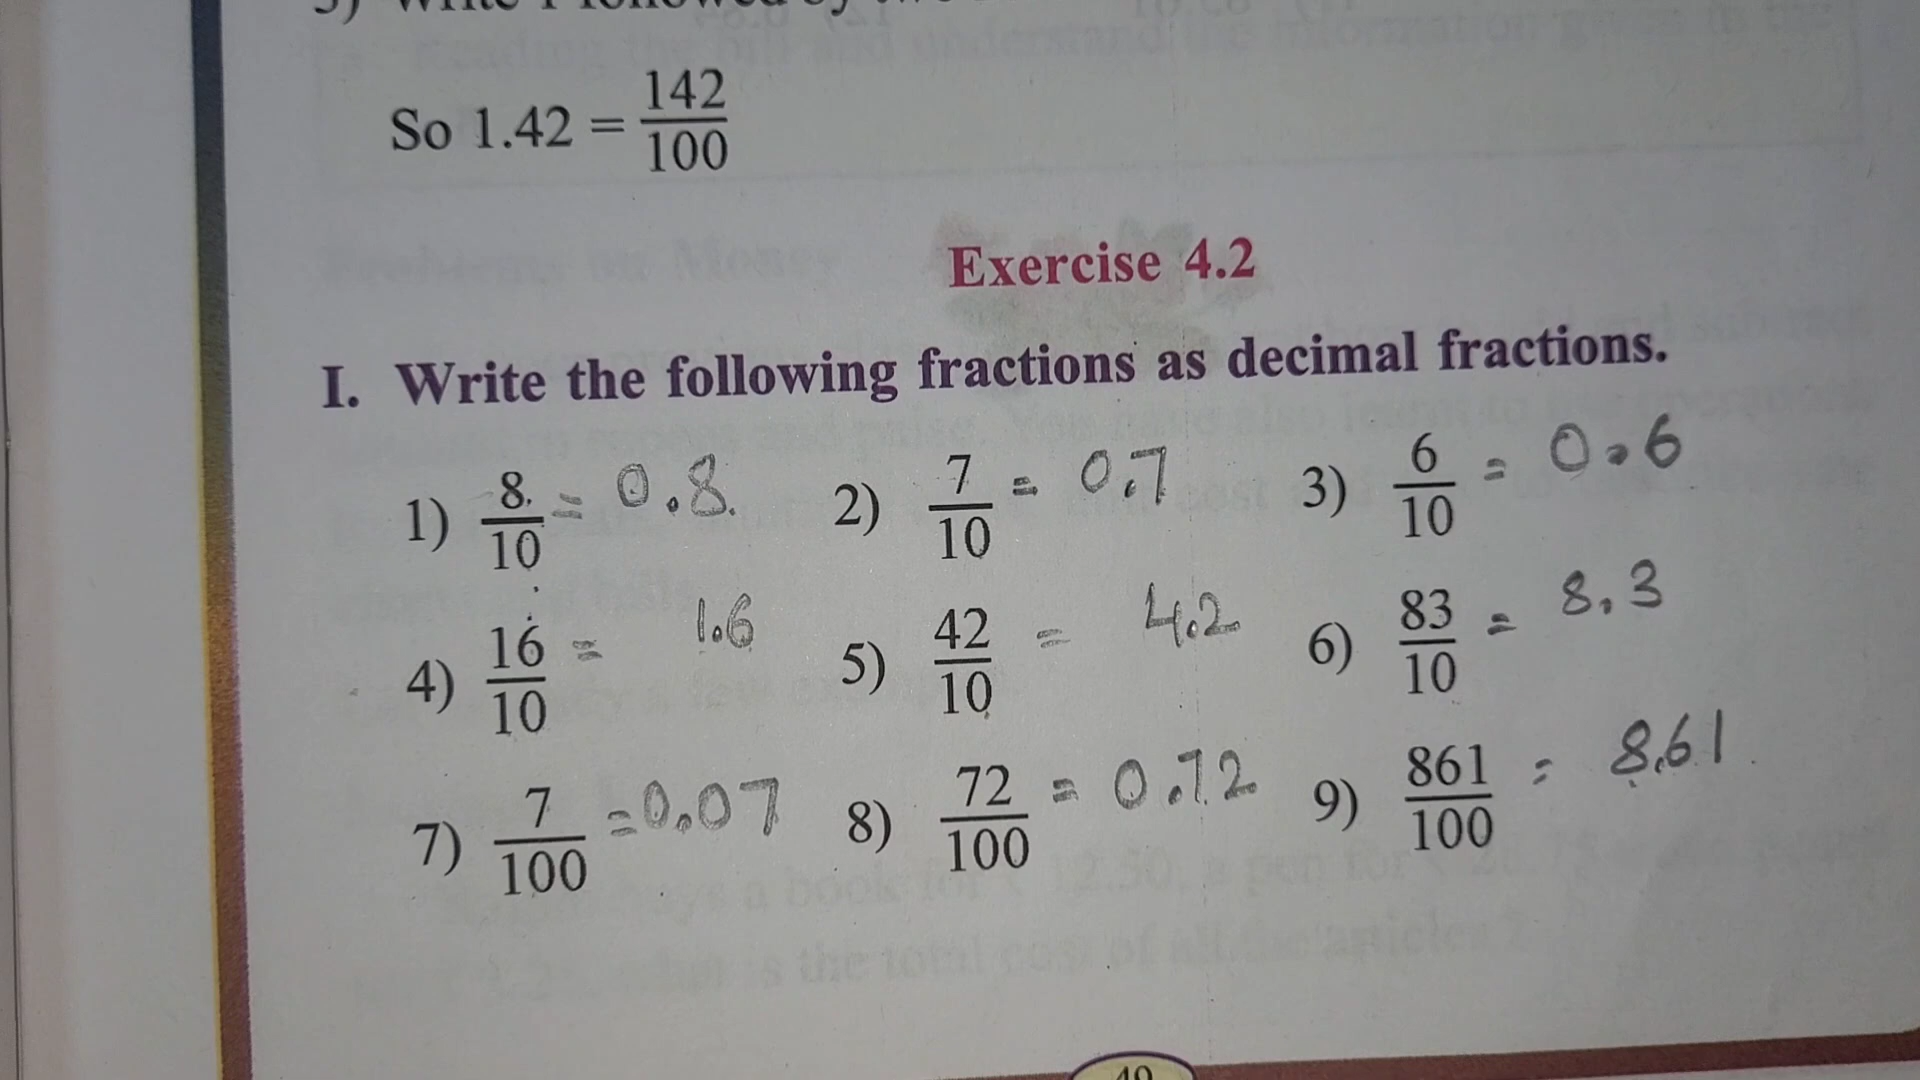 So 1.42 = 142/100
Exercise 4.2
I. Write the following fractions as decimal fractions.
1) 8/10 = 0.8. 2) 7/10 = 0.7 3) 6/10 = 0.6
4) 16/10 = 1.6 5) 42/10 = 4.2 6) 83/10 = 8.3
7) 7/100 = 0.07 8) 72/100 = 0.72 9) 861/100 = 8.61